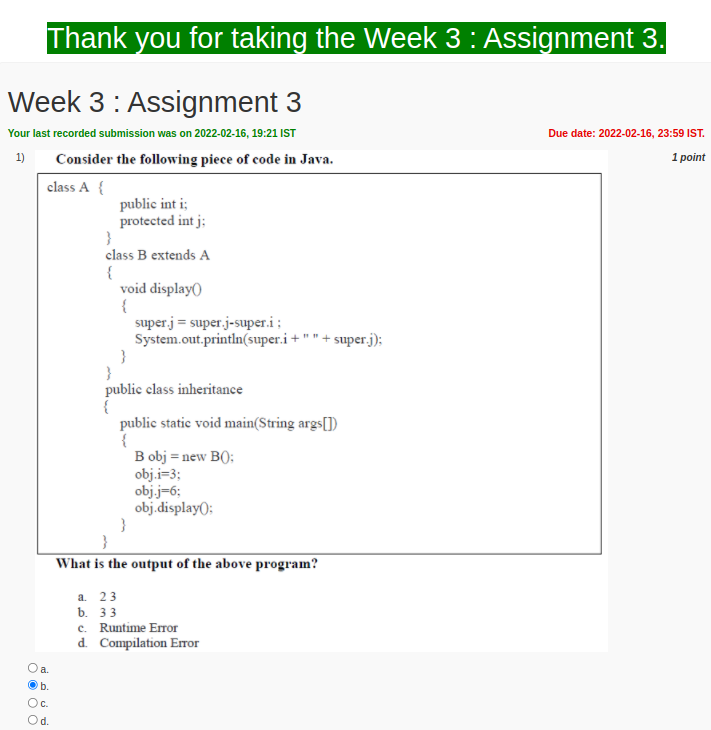 Thank you for taking the Week 3 : Assignment 3.
Week 3 : Assignment 3
Your last recorded submission was on 2022-02-16, 19:21 IST
Due date: 2022-02-16, 23:59 IST.
1)
Consider the following piece of code in Java.
1 point
class A {
public int i;
protected int j;
}
class B extends A
{
void display()
{
super.j = super.j-super.i ;
System.out.println(super.i + " " + super.j);
}
}
public class inheritance
{
public static void main(String args[])
{
B obj = new B();
obj.i=3;
obj.j=6;
obj.display();
}
}
What is the output of the above program?
a. 2 3
b. 3 3
c. Runtime Error
d. Compilation Error
a.
b.
c.
d.